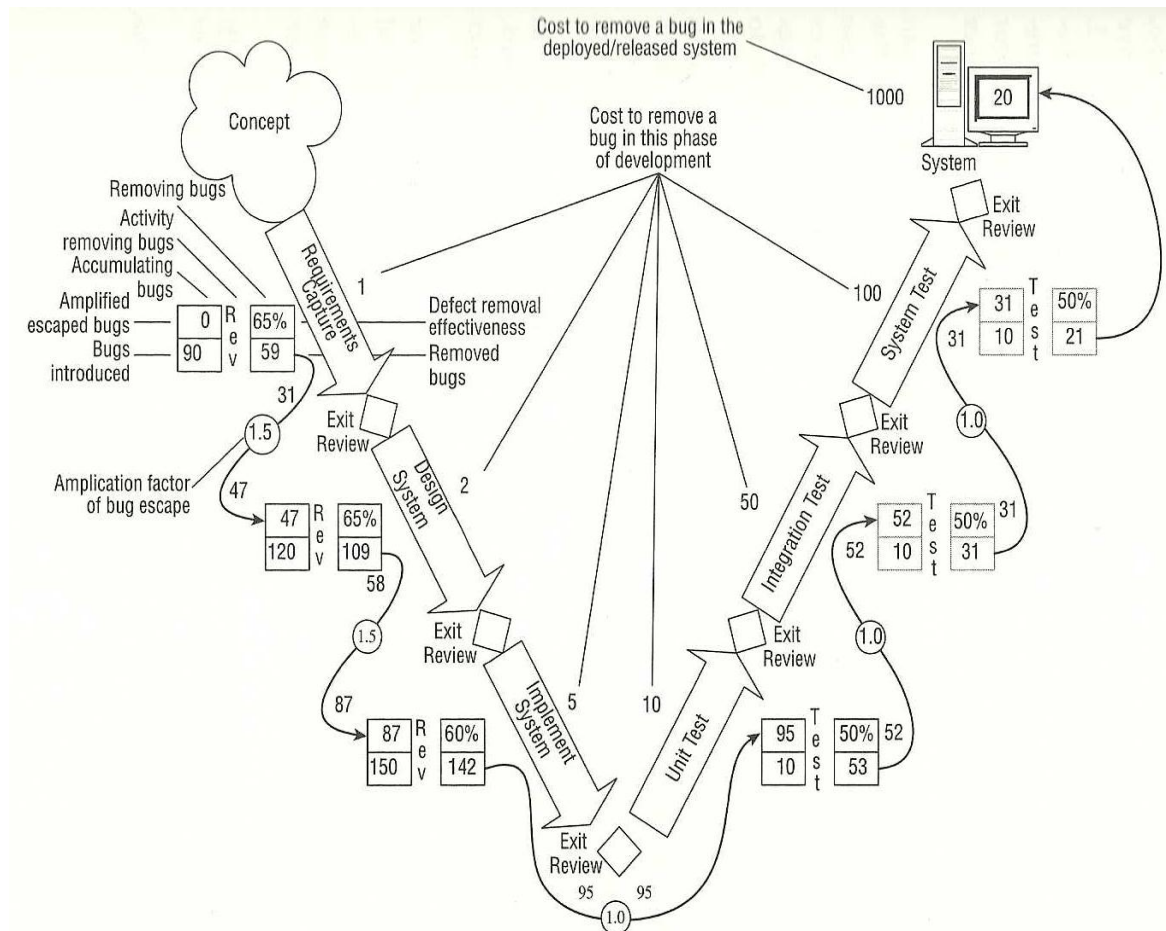 Cost to remove a bug in the
deployed/released system
1000
20
System
Concept
Cost to remove a
bug in this phase
of development
Removing bugs
Activity
removing bugs
Accumulating
bugs
Amplified
escaped bugs
Bugs
introduced
0
90
Rev
65%
59
Defect removal
effectiveness
Removed
bugs
Requirements
Capture
1
31
1.5
Amplication factor
of bug escape
47
Exit
Review
47
120
Rev
65%
109
Design
System
2
58
1.5
87
Exit
Review
87
150
Rev
60%
142
Implement
System
5
Exit
Review
95
95
1.0
10
Unit Test
95
10
Test
50%
53
52
Exit
Review
1.0
52
50
Integration Test
52
10
Test
50%
31
31
Exit
Review
1.0
31
100
System Test
31
10
Test
50%
21
Exit
Review